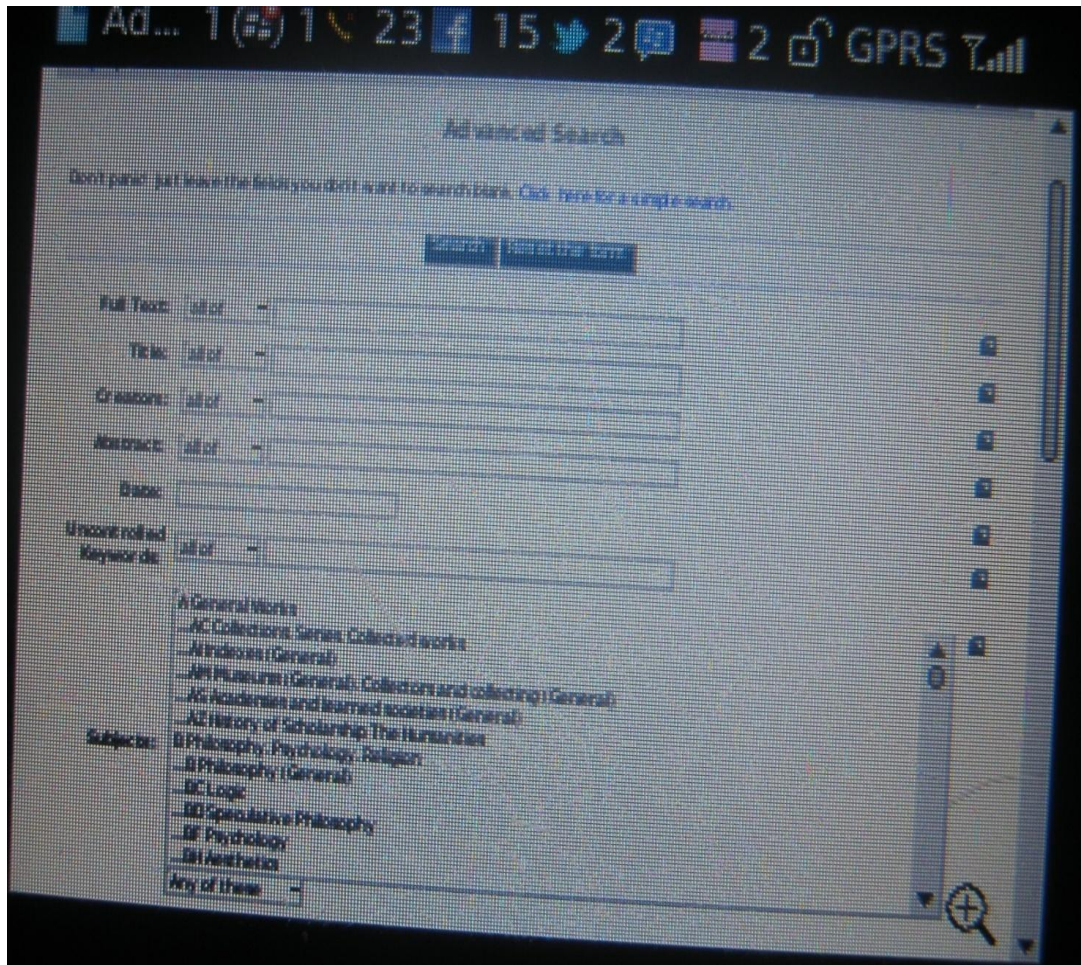 Ad... 1 1 23 15 2 2 GPRS
Advanced Search
Don't panic just leave the fields you don't want to search blank. Click here for a simple search.
Search Reset the form
Full Text: all of
Title: all of
Creators: all of
Abstract: all of
Date:
Uncontrolled
Keywords: all of
A General Works
AC Collections. Series. Collected works
AI Indexes (General)
AM Museums (General). Collectors and collecting (General)
AS Academies and learned societies (General)
AZ History of Scholarship The Humanities
Subjects: B Philosophy. Psychology. Religion
B Philosophy (General)
BC Logic
BD Speculative Philosophy
BF Psychology
BH Aesthetics
Any of these